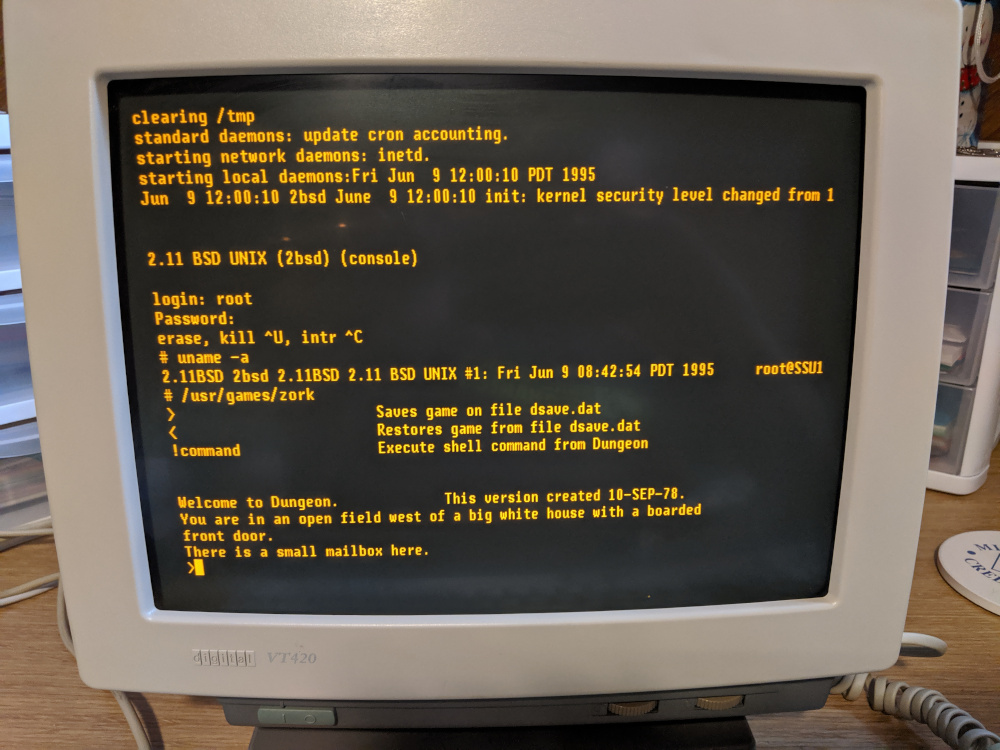 clearing /tmp
standard daemons: update cron accounting.
starting network daemons: inetd.
starting local daemons:Fri Jun  9 12:00:10 PDT 1995
Jun  9 12:00:10 2bsd June  9 12:00:10 init: kernel security level changed from 1
2.11 BSD UNIX (2bsd) (console)
login: root
Password:
erase, kill ^U, intr ^C
# uname -a
2.11BSD 2bsd 2.11BSD 2.11 BSD UNIX #1: Fri Jun 9 08:42:54 PDT 1995     root@SSU1
# /usr/games/zork
>                      Saves game on file dsave.dat
<                      Restores game from file dsave.dat
!command               Execute shell command from Dungeon
Welcome to Dungeon.            This version created 10-SEP-78.
You are in an open field west of a big white house with a boarded
front door.
There is a small mailbox here.
>
digital VT420